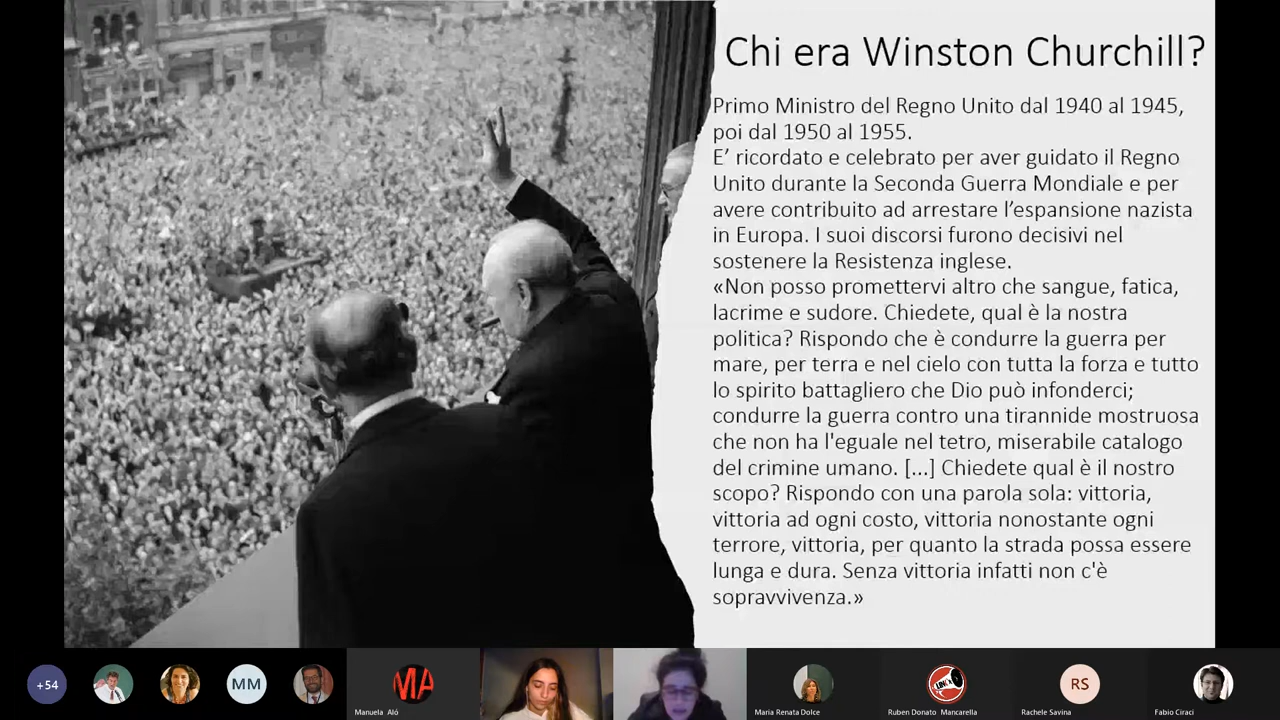 Chi era Winston Churchill?
Primo Ministro del Regno Unito dal 1940 al 1945,
poi dal 1950 al 1955.
E’ ricordato e celebrato per aver guidato il Regno
Unito durante la Seconda Guerra Mondiale e per
avere contribuito ad arrestare l’espansione nazista
in Europa. I suoi discorsi furono decisivi nel
sostenere la Resistenza inglese.
«Non posso promettervi altro che sangue, fatica,
lacrime e sudore. Chiedete, qual è la nostra
politica? Rispondo che è condurre la guerra per
mare, per terra e nel cielo con tutta la forza e tutto
lo spirito battagliero che Dio può infonderci;
condurre la guerra contro una tirannide mostruosa
che non ha l'eguale nel tetro, miserabile catalogo
del crimine umano. [...] Chiedete qual è il nostro
scopo? Rispondo con una parola sola: vittoria,
vittoria ad ogni costo, vittoria nonostante ogni
terrore, vittoria, per quanto la strada possa essere
lunga e dura. Senza vittoria infatti non c'è
sopravvivenza.»
+54
MM
MA
RS
Manuela Aló
Maria Renata Dolce
Ruben Donato Mancarella
Rachele Savina
Fabio Ciracì